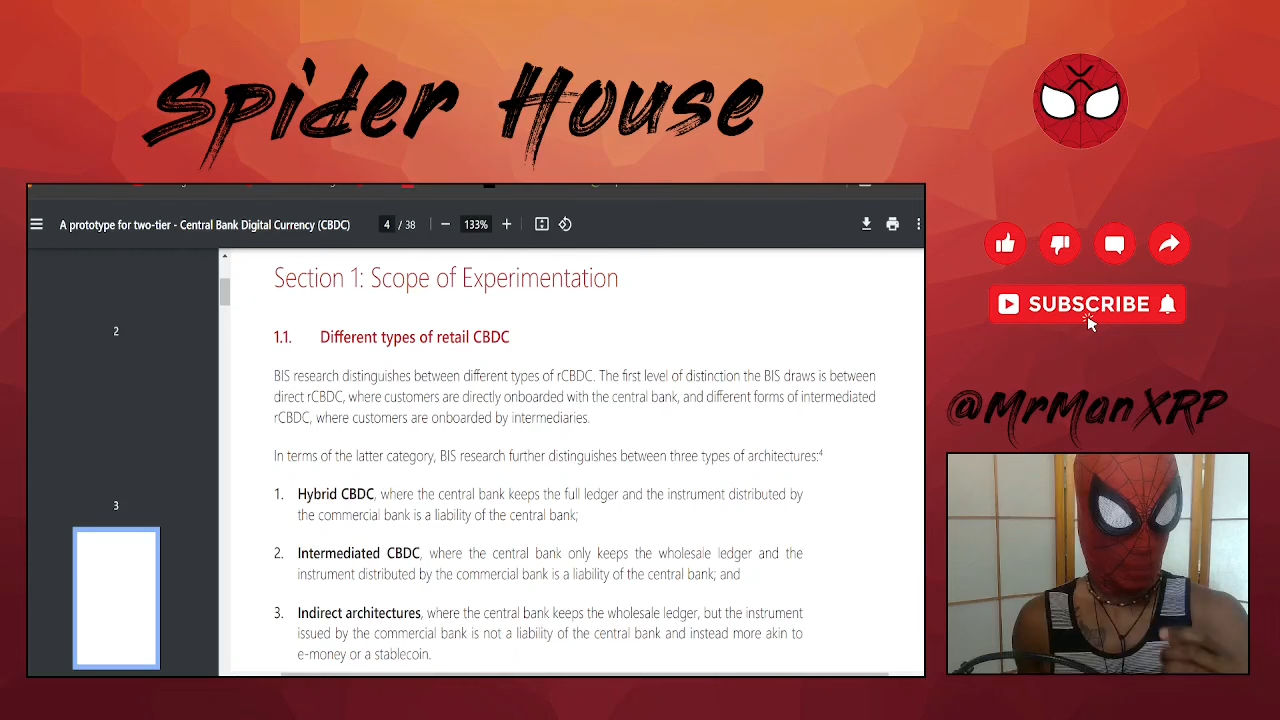 Spider House
A prototype for two-tier - Central Bank Digital Currency (CBDC) 4 / 38 133%
2
3
Section 1: Scope of Experimentation
1.1. Different types of retail CBDC
BIS research distinguishes between different types of rCBDC. The first level of distinction the BIS draws is between
direct rCBDC, where customers are directly onboarded with the central bank, and different forms of intermediated
rCBDC, where customers are onboarded by intermediaries.
In terms of the latter category, BIS research further distinguishes between three types of architectures:⁴
1. Hybrid CBDC, where the central bank keeps the full ledger and the instrument distributed by
the commercial bank is a liability of the central bank;
2. Intermediated CBDC, where the central bank only keeps the wholesale ledger and the
instrument distributed by the commercial bank is a liability of the central bank; and
3. Indirect architectures, where the central bank keeps the wholesale ledger, but the instrument
issued by the commercial bank is not a liability of the central bank and instead more akin to
e-money or a stablecoin.
SUBSCRIBE
@MrManXRP